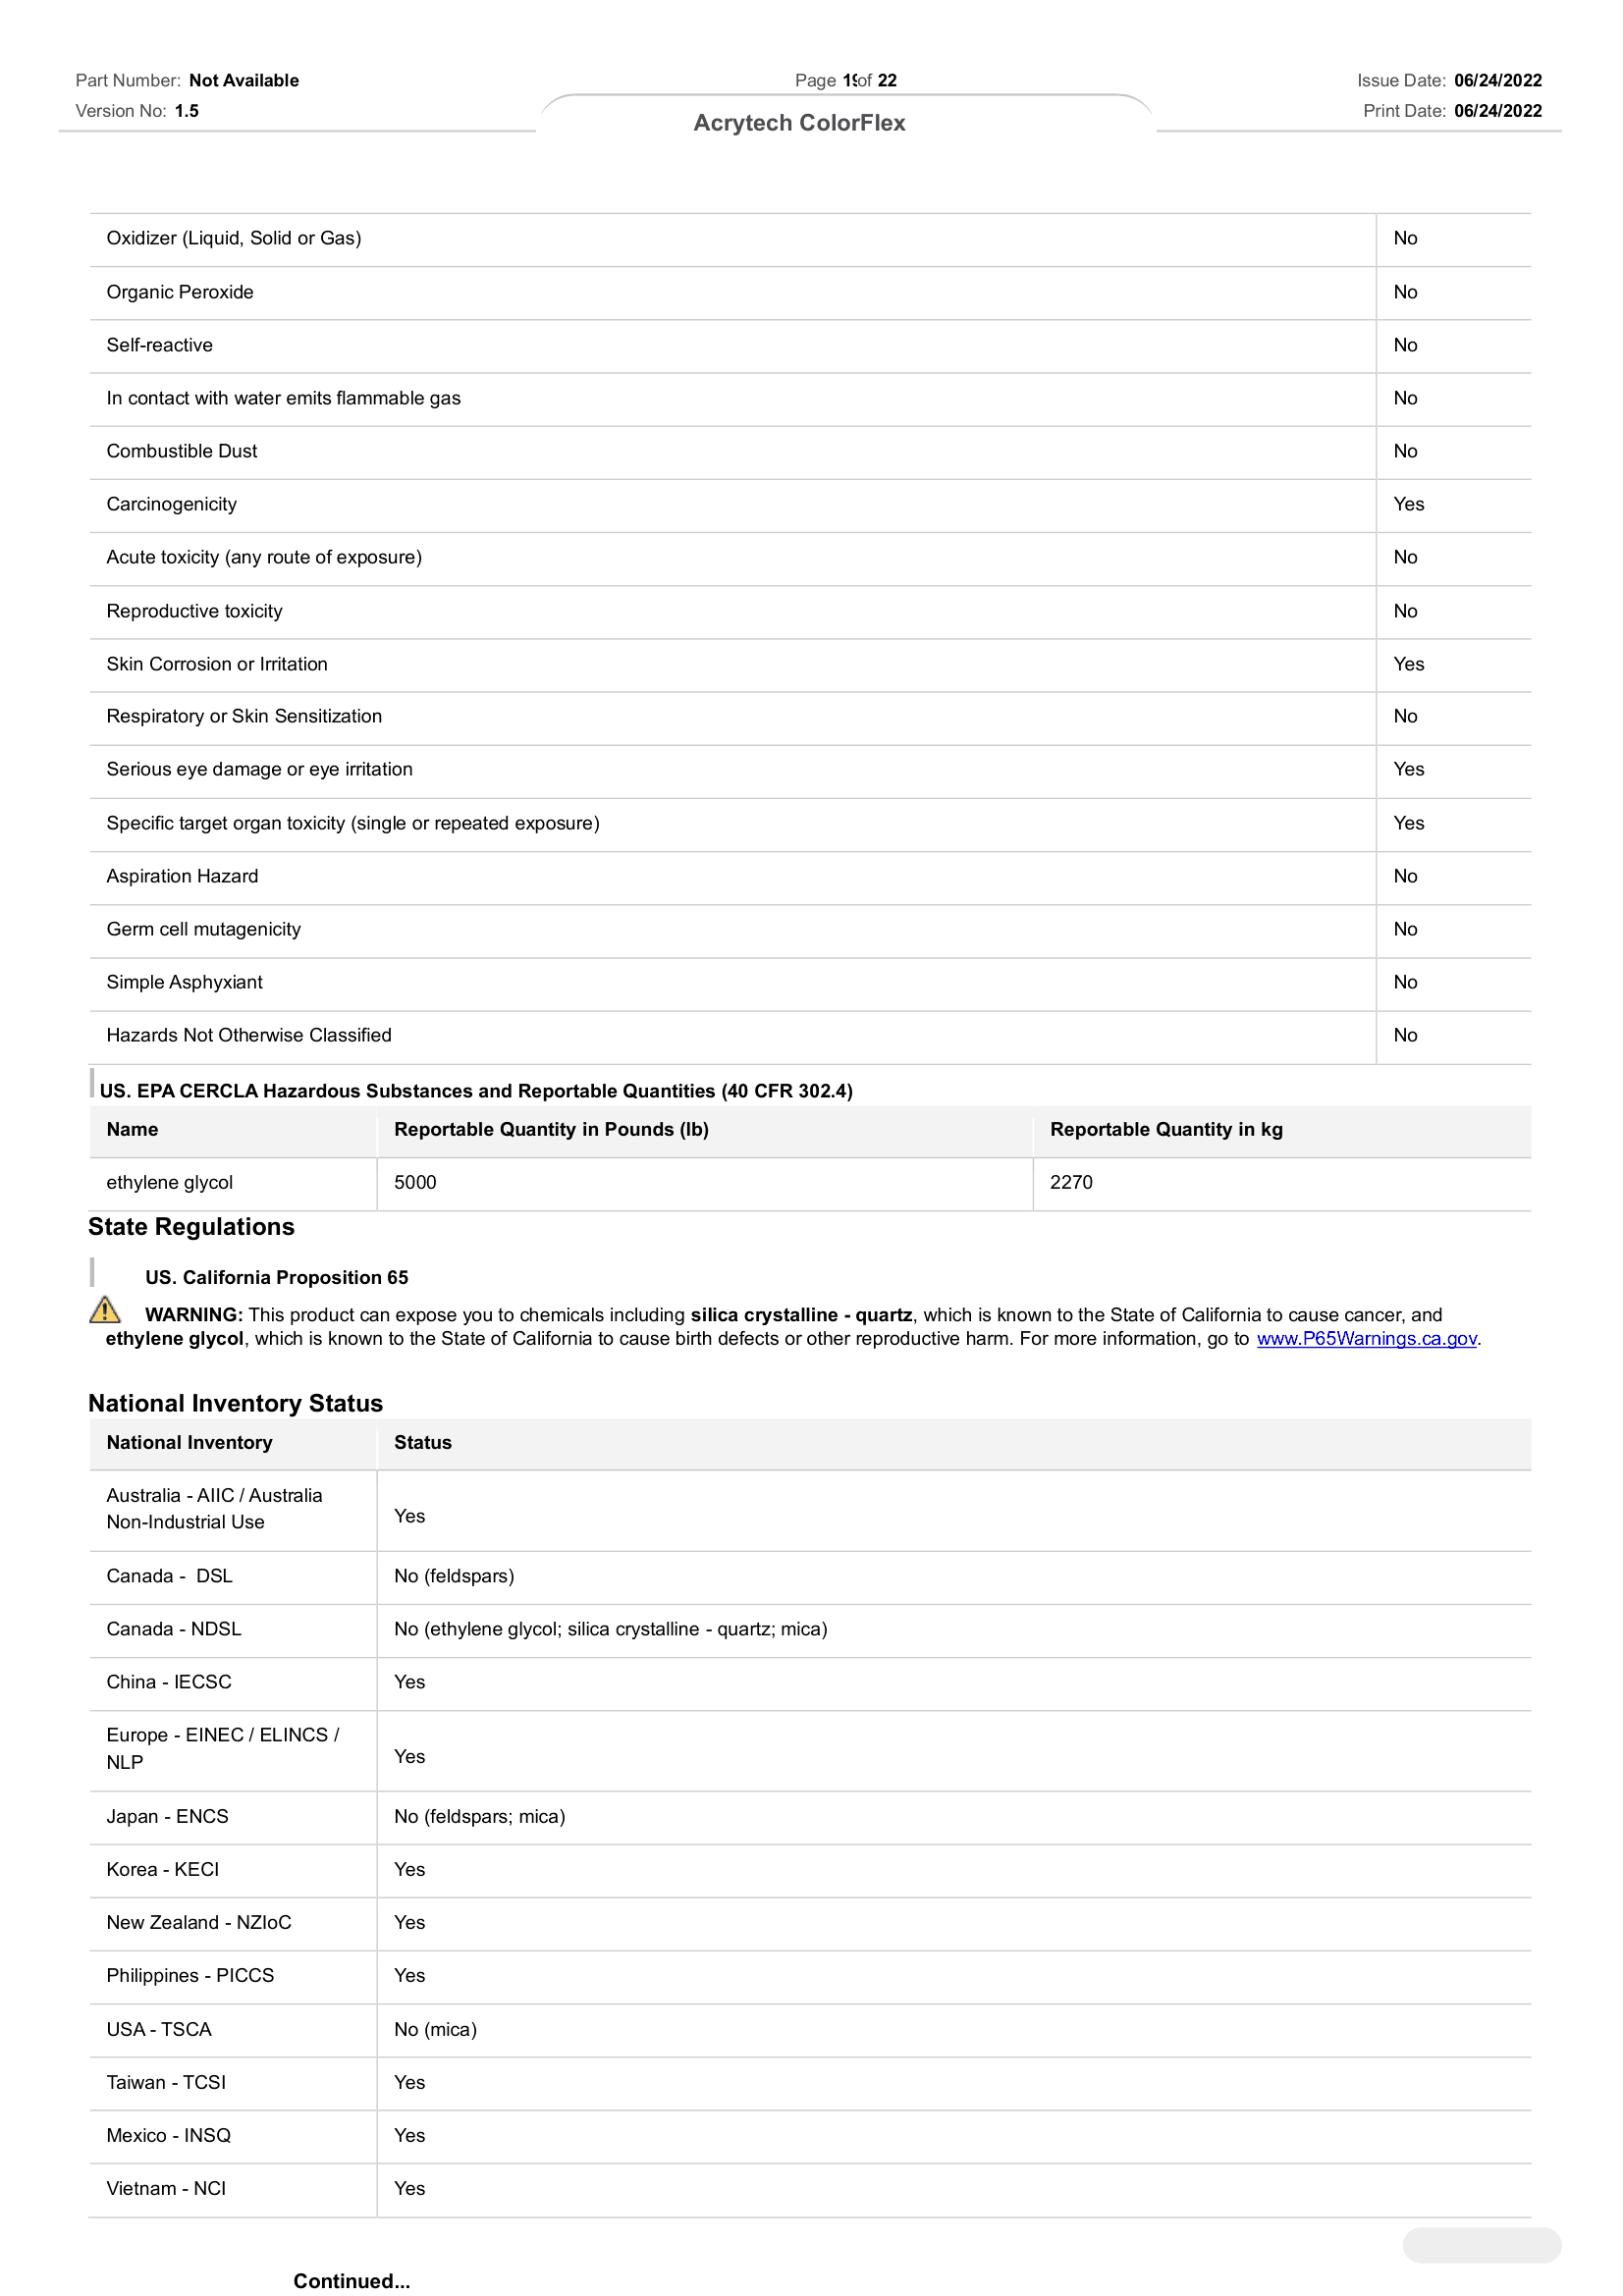 Part Number: Not Available
Page 19 of 22
Issue Date: 06/24/2022
Version No: 1.5
Acrytech ColorFlex
Print Date: 06/24/2022
Oxidizer (Liquid, Solid or Gas) No
Organic Peroxide No
Self-reactive No
In contact with water emits flammable gas No
Combustible Dust No
Carcinogenicity Yes
Acute toxicity (any route of exposure) No
Reproductive toxicity No
Skin Corrosion or Irritation Yes
Respiratory or Skin Sensitization No
Serious eye damage or eye irritation Yes
Specific target organ toxicity (single or repeated exposure) Yes
Aspiration Hazard No
Germ cell mutagenicity No
Simple Asphyxiant No
Hazards Not Otherwise Classified No
US. EPA CERCLA Hazardous Substances and Reportable Quantities (40 CFR 302.4)
Name Reportable Quantity in Pounds (lb) Reportable Quantity in kg
ethylene glycol 5000 2270
State Regulations
US. California Proposition 65
WARNING: This product can expose you to chemicals including silica crystalline - quartz, which is known to the State of California to cause cancer, and
ethylene glycol, which is known to the State of California to cause birth defects or other reproductive harm. For more information, go to www.P65Warnings.ca.gov.
National Inventory Status
National Inventory Status
Australia - AIIC / Australia
Non-Industrial Use Yes
Canada - DSL No (feldspars)
Canada - NDSL No (ethylene glycol; silica crystalline - quartz; mica)
China - IECSC Yes
Europe - EINEC / ELINCS /
NLP Yes
Japan - ENCS No (feldspars; mica)
Korea - KECI Yes
New Zealand - NZIoC Yes
Philippines - PICCS Yes
USA - TSCA No (mica)
Taiwan - TCSI Yes
Mexico - INSQ Yes
Vietnam - NCI Yes
Continued...